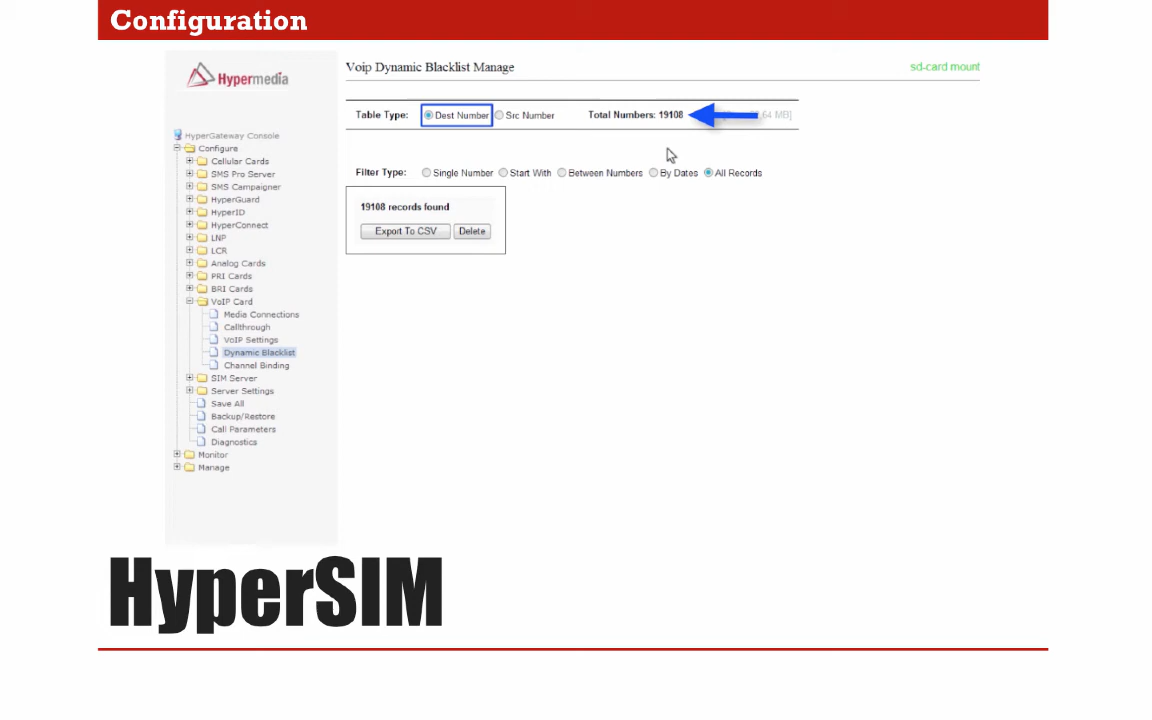 Configuration
Hypermedia
Voip Dynamic Blacklist Manage
sd-card mount
Table Type: Dest Number Src Number Total Numbers: 19108 64 MB]
HyperGateway Console
Configure
Cellular Cards
SMS Pro Server
SMS Campaigner
HyperGuard
HyperID
HyperConnect
LNP
LCR
Analog Cards
PRI Cards
BRI Cards
VoIP Card
Media Connections
Callthrough
VoIP Settings
Dynamic Blacklist
Channel Binding
SIM Server
Server Settings
Save All
Backup/Restore
Call Parameters
Diagnostics
Monitor
Manage
Filter Type: Single Number Start With Between Numbers By Dates All Records
19108 records found
Export To CSV Delete
HyperSIM